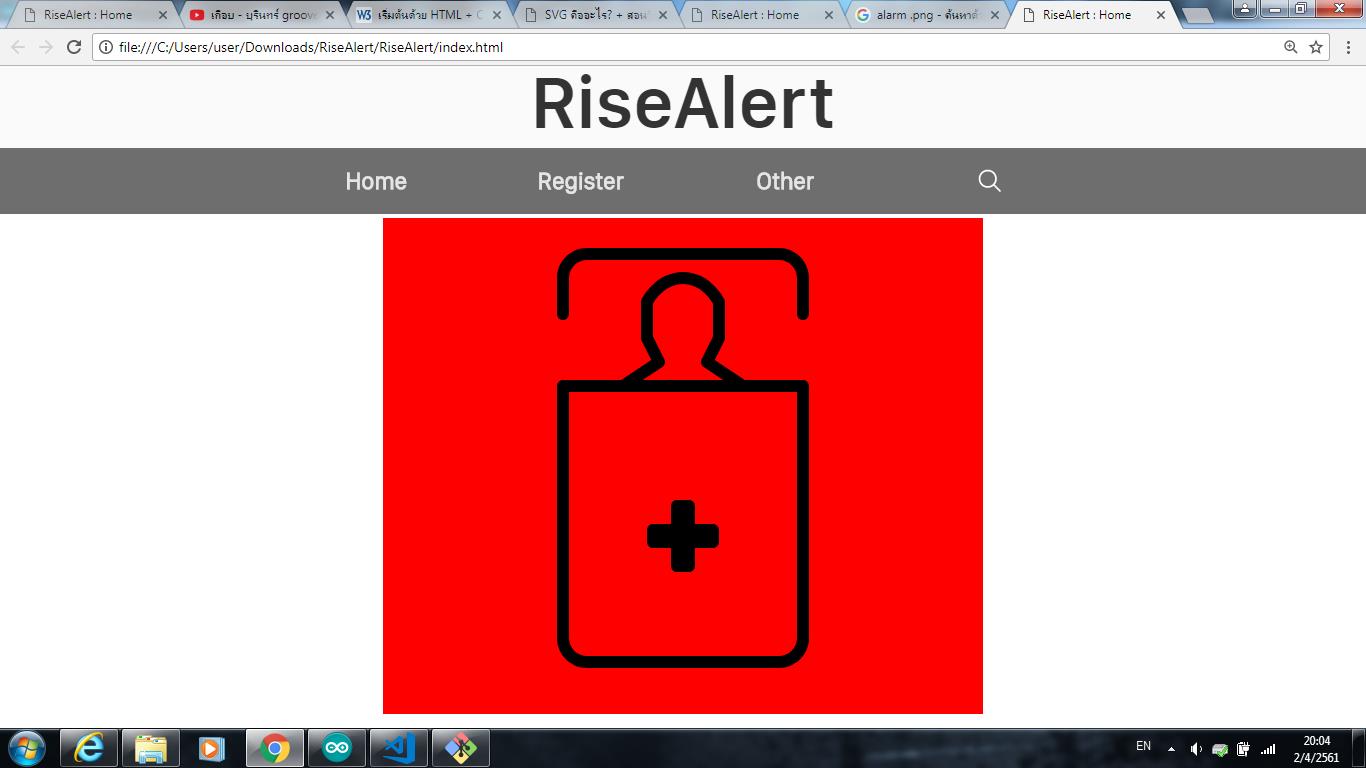 RiseAlert : Home
เกือบ - บุรินทร์ groove
เริ่มต้นด้วย HTML + C
SVG คืออะไร? + สอน
RiseAlert : Home
alarm .png - ค้นหาด้
RiseAlert : Home
file:///C:/Users/user/Downloads/RiseAlert/RiseAlert/index.html
RiseAlert
Home
Register
Other
EN
20:04
2/4/2561